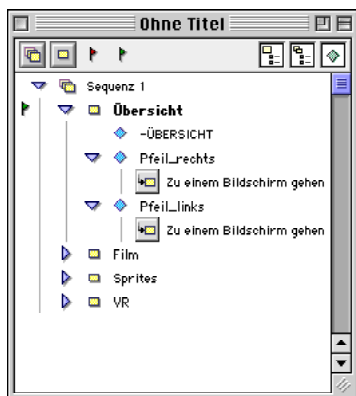 Ohne Titel
Sequenz 1
Übersicht
-ÜBERSICHT
Pfeil_rechts
Zu einem Bildschirm gehen
Pfeil_links
Zu einem Bildschirm gehen
Film
Sprites
VR